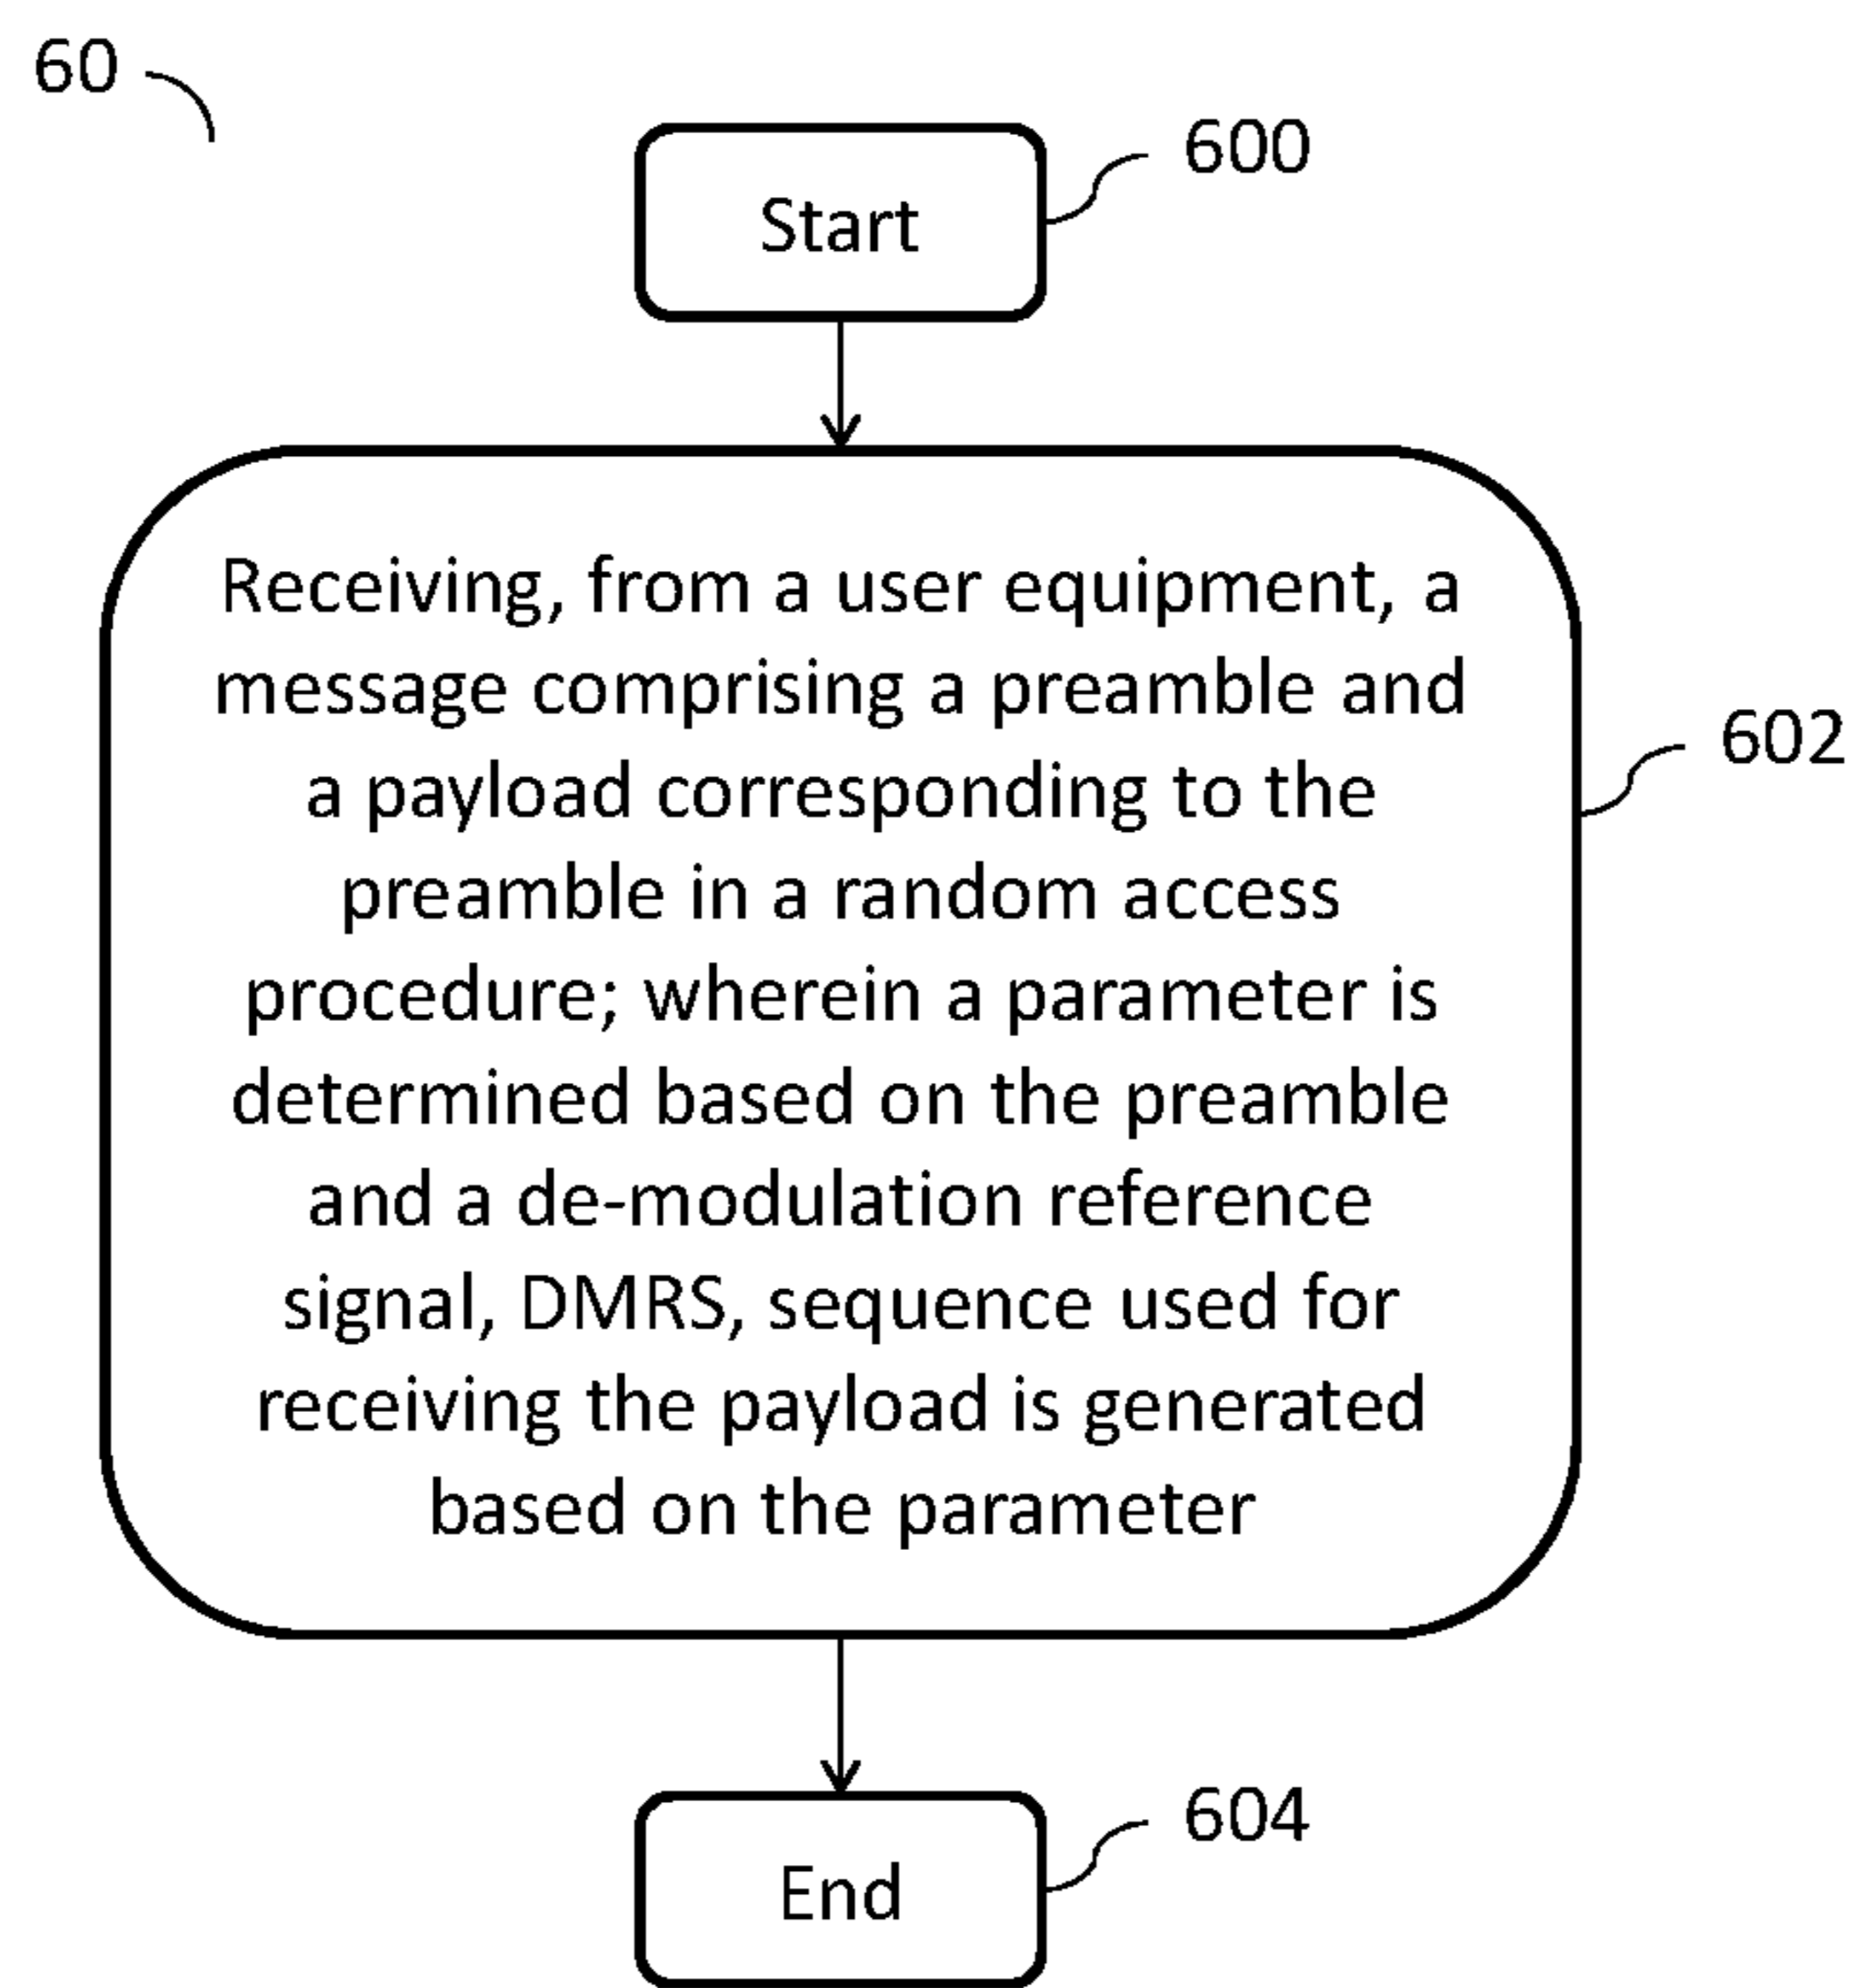 60
600
Start
Receiving, from a user equipment, a
message comprising a preamble and
a payload corresponding to the
preamble in a random access
procedure; wherein a parameter is
determined based on the preamble
and a de-modulation reference
signal, DMRS, sequence used for
receiving the payload is generated
based on the parameter
602
604
End